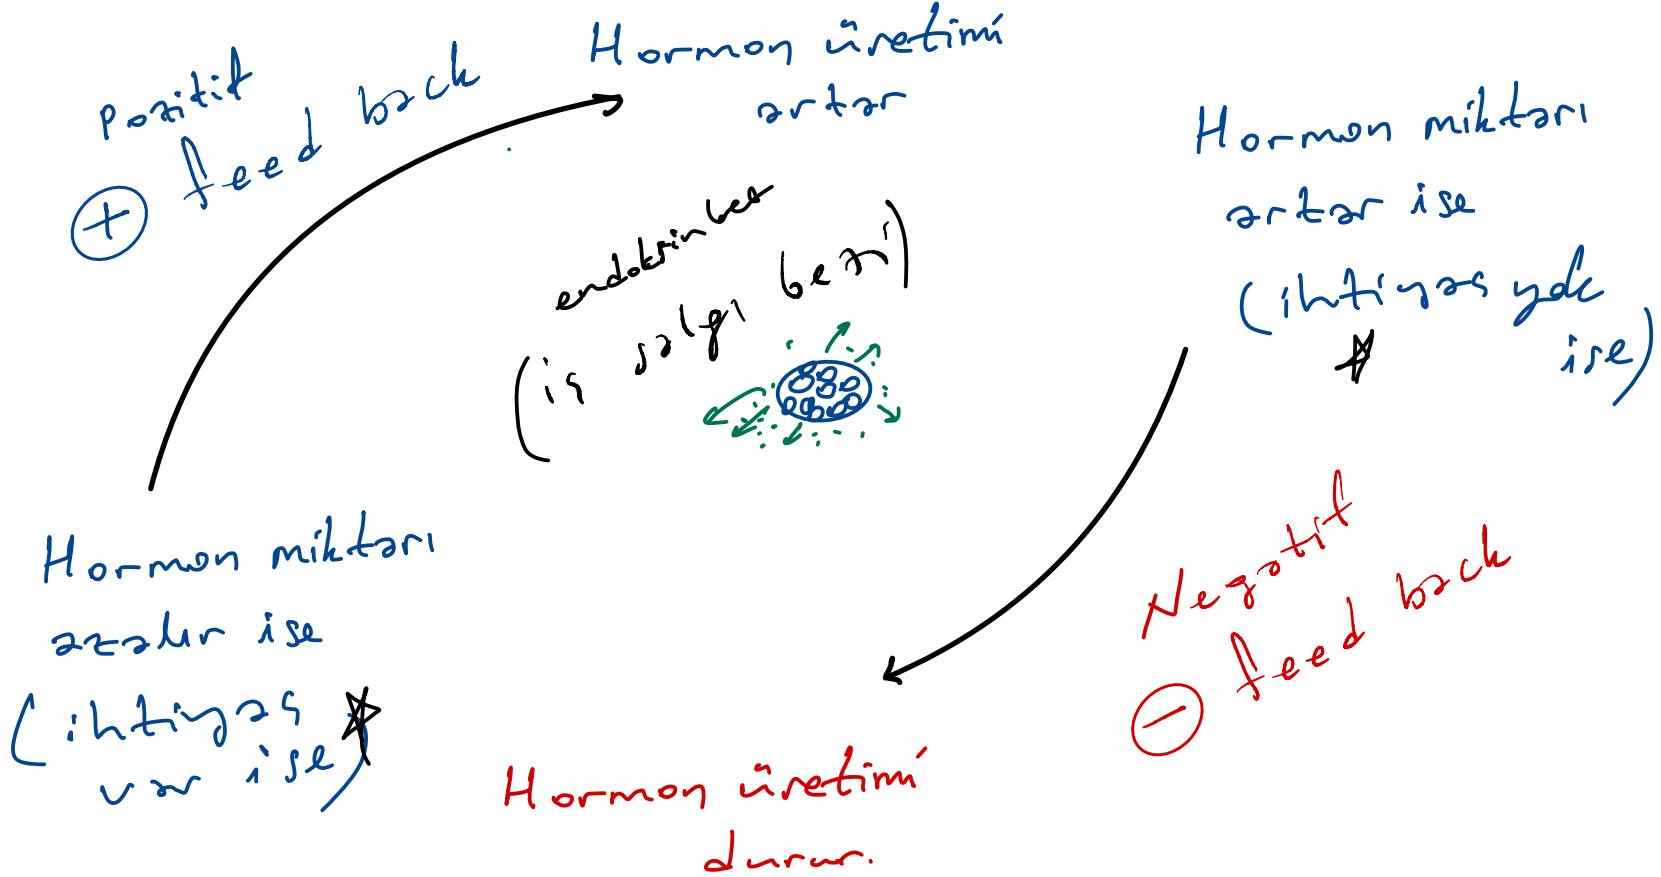 Pozitif
+ feed back
Hormon üretimi
artar
Hormon miktarı
artar ise
(ihtiyaç yok
ise)
endokrin bez
(iç salgı bezi)
Hormon miktarı
azalır ise
(ihtiyaç
var ise)
Negatif
− feed back
Hormon üretimi
durur.